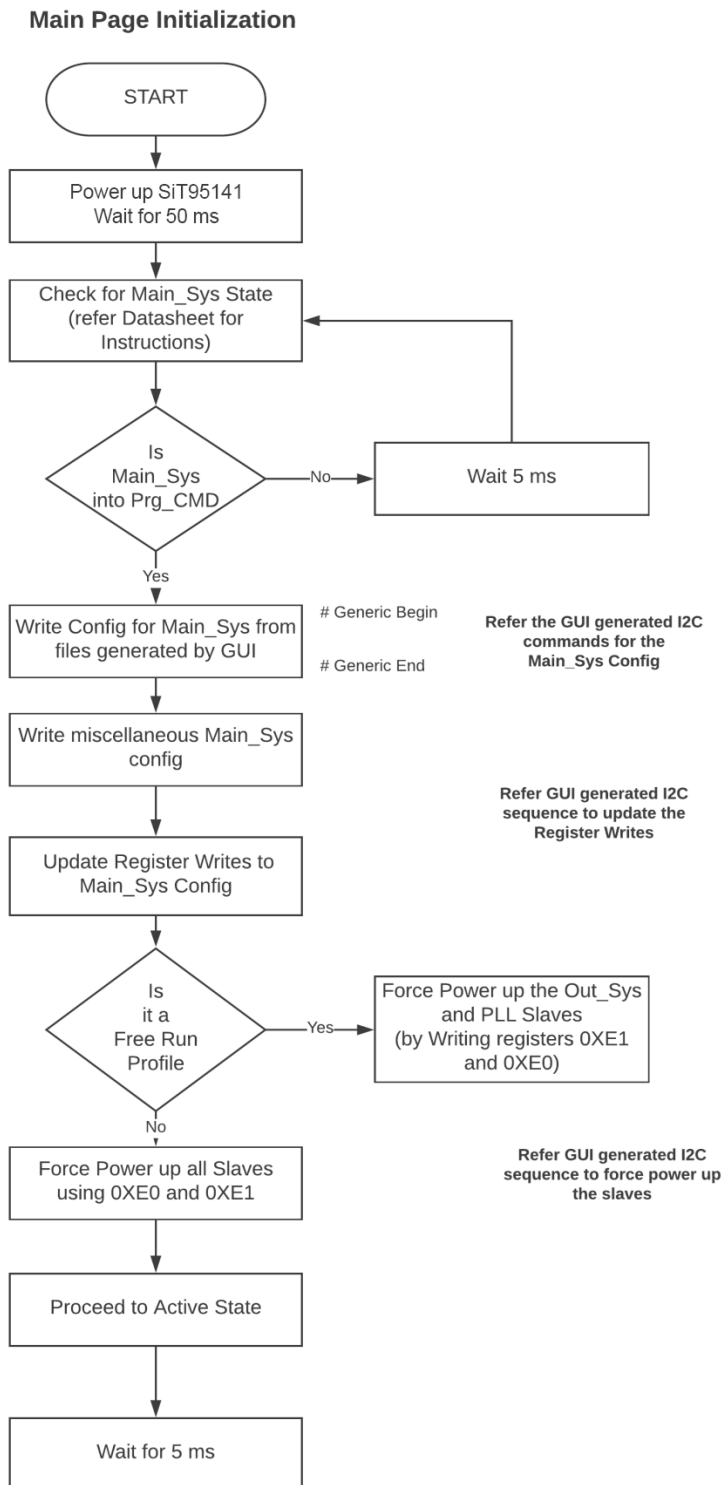 Main Page Initialization
START
Power up SiT95141
Wait for 50 ms
Check for Main_Sys State
(refer Datasheet for
Instructions)
Is
Main_Sys
into Prg_CMD
No
Wait 5 ms
Yes
Write Config for Main_Sys from
files generated by GUI
# Generic Begin
# Generic End
Refer the GUI generated I2C
commands for the
Main_Sys Config
Write miscellaneous Main_Sys
config
Refer GUI generated I2C
sequence to update the
Register Writes
Update Register Writes to
Main_Sys Config
Is
it a
Free Run
Profile
Yes
Force Power up the Out_Sys
and PLL Slaves
(by Writing registers 0XE1
and 0XE0)
No
Force Power up all Slaves
using 0XE0 and 0XE1
Refer GUI generated I2C
sequence to force power up
the slaves
Proceed to Active State
Wait for 5 ms